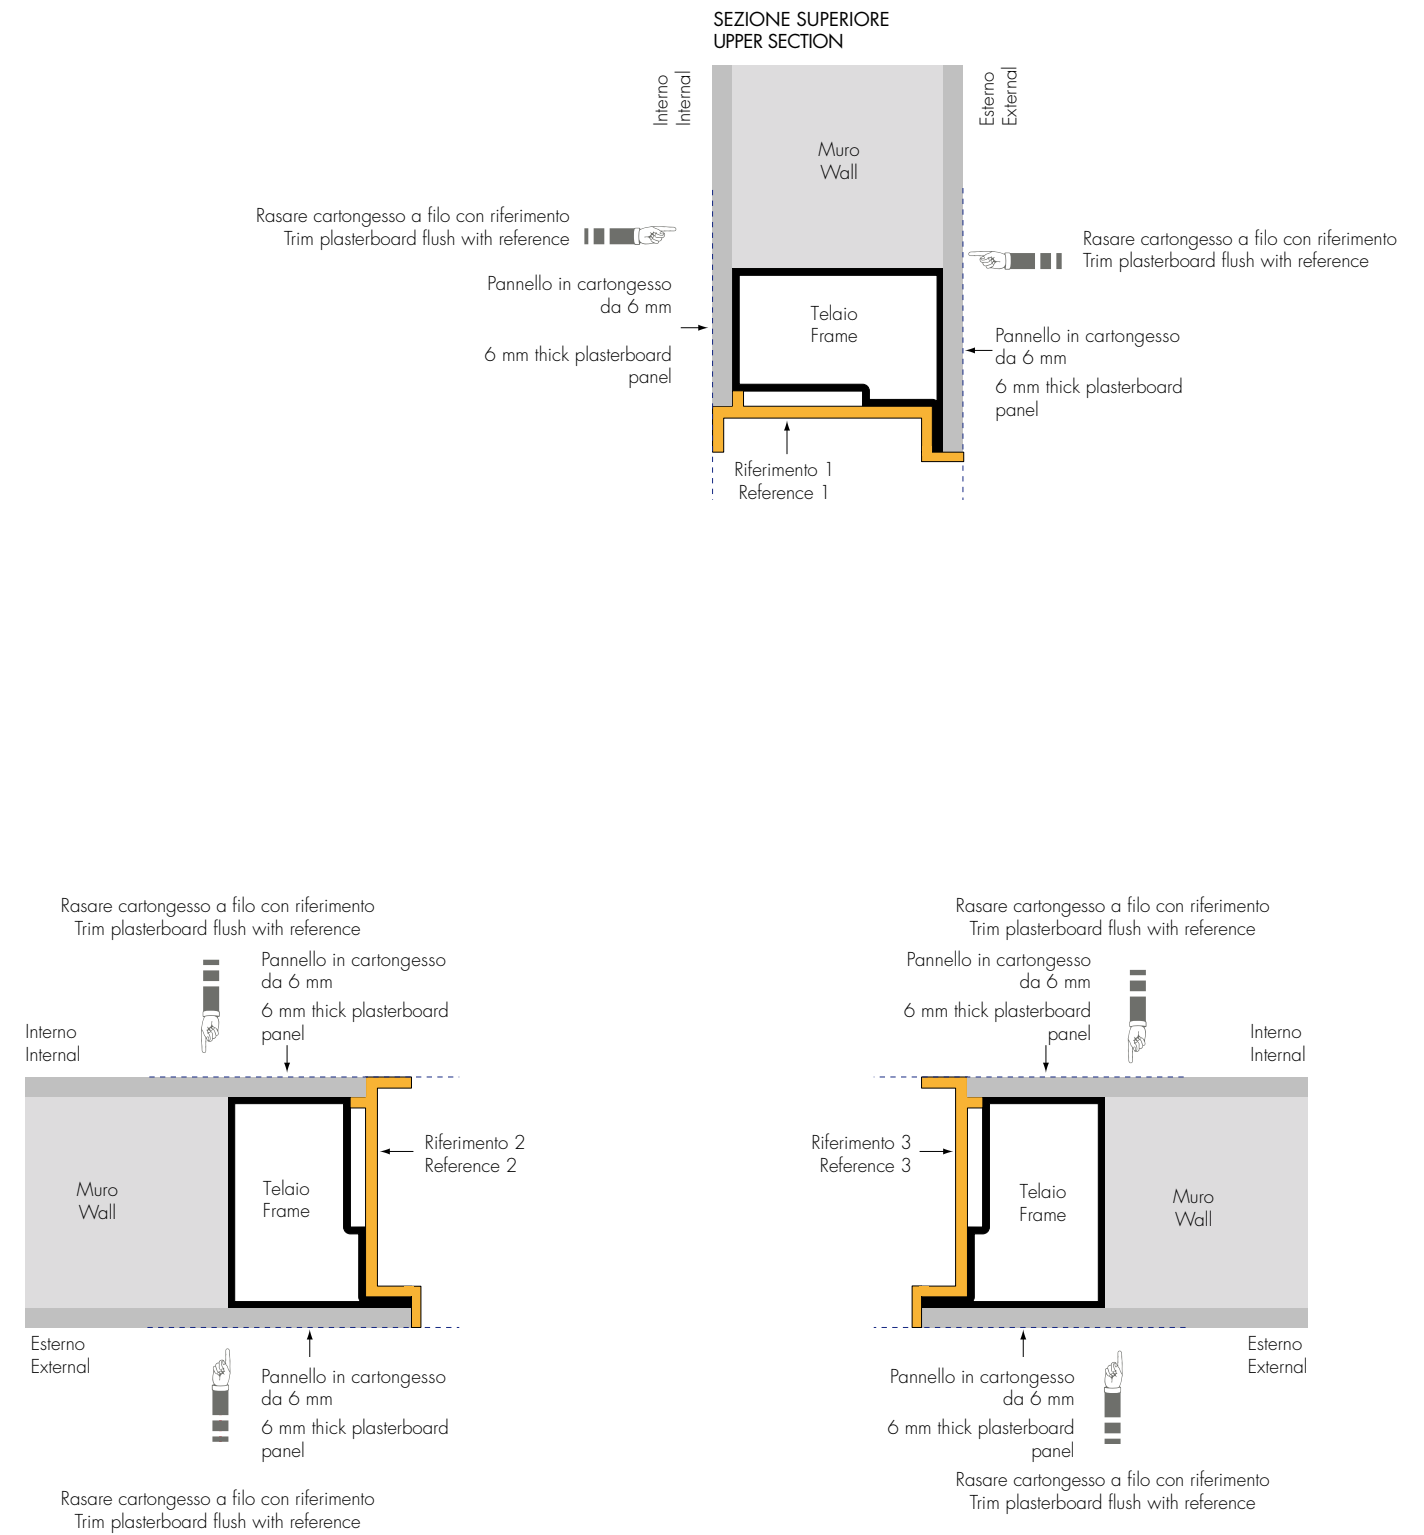 SEZIONE SUPERIORE
UPPER SECTION
Interno
Internal
Esterno
External
Muro
Wall
Rasare cartongesso a filo con riferimento
Trim plasterboard flush with reference
Rasare cartongesso a filo con riferimento
Trim plasterboard flush with reference
Pannello in cartongesso
da 6 mm
6 mm thick plasterboard
panel
Telaio
Frame
Pannello in cartongesso
da 6 mm
6 mm thick plasterboard
panel
Riferimento 1
Reference 1
Rasare cartongesso a filo con riferimento
Trim plasterboard flush with reference
Pannello in cartongesso
da 6 mm
6 mm thick plasterboard
panel
Interno
Internal
Riferimento 2
Reference 2
Muro
Wall
Telaio
Frame
Esterno
External
Pannello in cartongesso
da 6 mm
6 mm thick plasterboard
panel
Rasare cartongesso a filo con riferimento
Trim plasterboard flush with reference
Rasare cartongesso a filo con riferimento
Trim plasterboard flush with reference
Pannello in cartongesso
da 6 mm
6 mm thick plasterboard
panel
Interno
Internal
Riferimento 3
Reference 3
Telaio
Frame
Muro
Wall
Esterno
External
Pannello in cartongesso
da 6 mm
6 mm thick plasterboard
panel
Rasare cartongesso a filo con riferimento
Trim plasterboard flush with reference